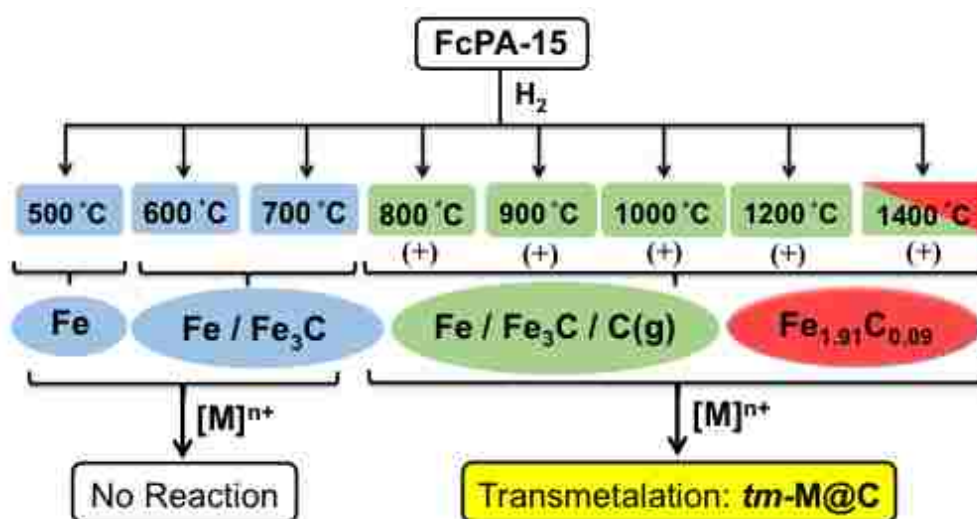 FcPA-15
H₂
500 °C 600 °C 700 °C 800 °C 900 °C 1000 °C 1200 °C 1400 °C
(+) (+) (+) (+) (+)
Fe Fe / Fe₃C Fe / Fe₃C / C(g) Fe₁.₉₁C₀.₀₉
[M]ⁿ⁺ [M]ⁿ⁺
No Reaction Transmetalation: tm-M@C